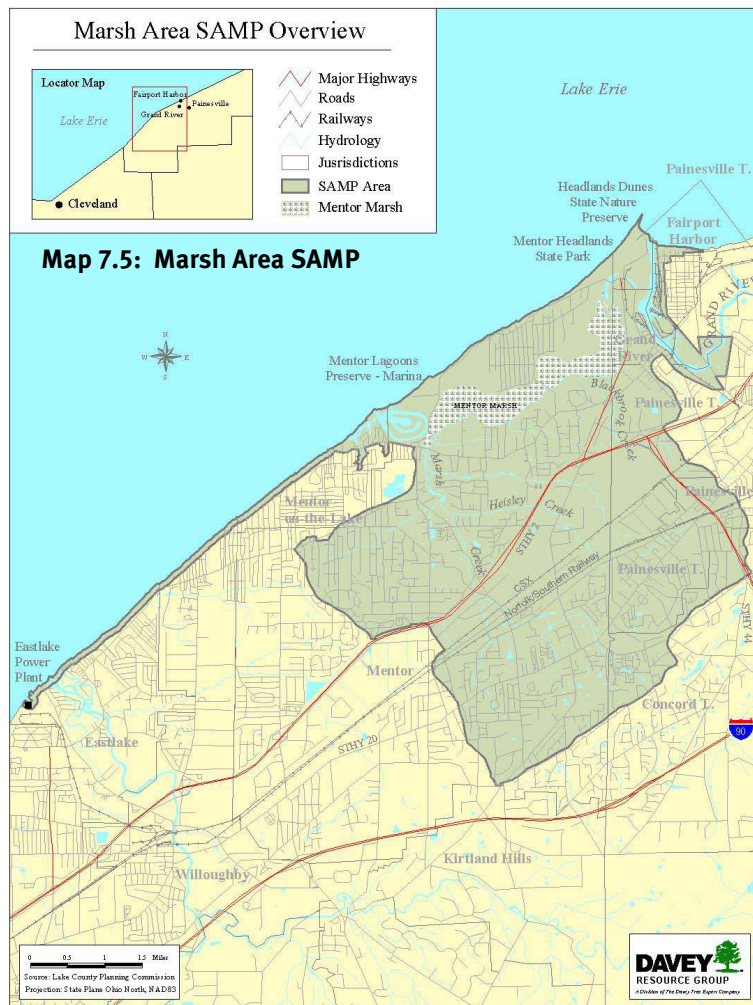 Marsh Area SAMP Overview
Locator Map
Fairport Harbor
Painesville
Grand River
Lake Erie
Cleveland
Major Highways
Roads
Railways
Hydrology
Jusrisdictions
SAMP Area
Mentor Marsh
Map 7.5: Marsh Area SAMP
Lake Erie
Painesville T.
Headlands Dunes
State Nature
Preserve
Fairport
Harbor
Mentor Headlands
State Park
GRAND RIVER
N
W E
S
Grand
River
Mentor Lagoons
Preserve - Marina
MENTOR MARSH
Blackbrook Creek
Painesville T.
Marsh
Creek
Heisley
Creek
Mentor
on-the-Lake
STHY 2
Painesville
CSX
Norfolk/Southern Railway
Painesville T.
STHY 44
Eastlake
Power
Plant
Mentor
Concord T.
90
Eastlake
STHY 20
Willoughby
Kirtland Hills
0 0.5 1 1.5 Miles
Source: Lake County Planning Commission
Projection: State Plane Ohio North, NAD83
DAVEY
RESOURCE GROUP
A Division of The Davey Tree Expert Company